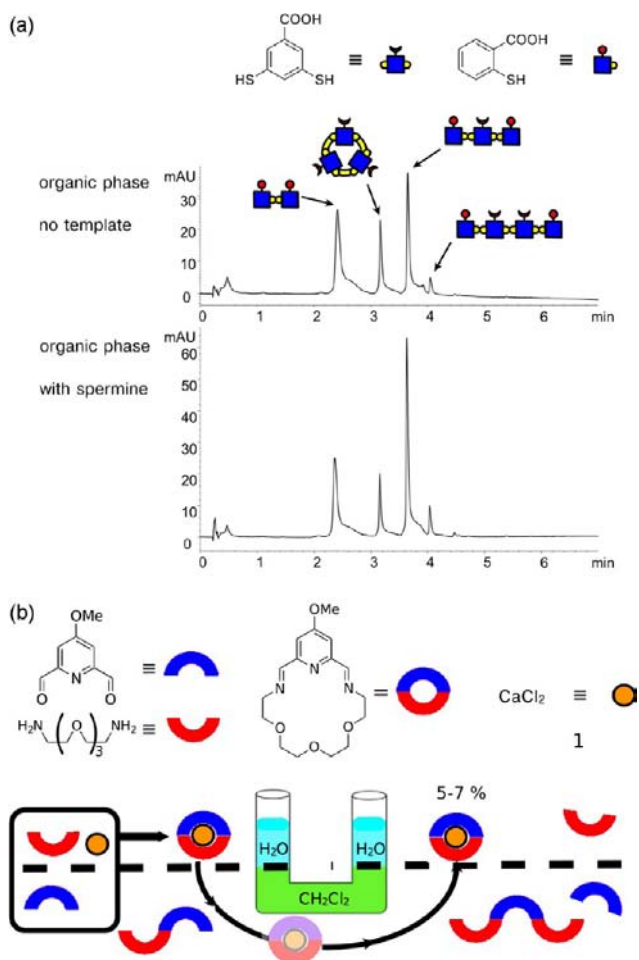 (a)
COOH
HS
SH
≡
COOH
SH
≡
organic phase
no template
mAU
30
20
10
0
0 1 2 3 4 5 6 min
organic phase
with spermine
mAU
60
50
40
30
20
10
0
0 1 2 3 4 5 6 min
(b)
OMe
N
O O
≡
H₂N ( O )₃ NH₂ ≡
OMe
N
N N
O O
O
=
CaCl₂ ≡
1
5-7 %
H₂O H₂O
CH₂Cl₂